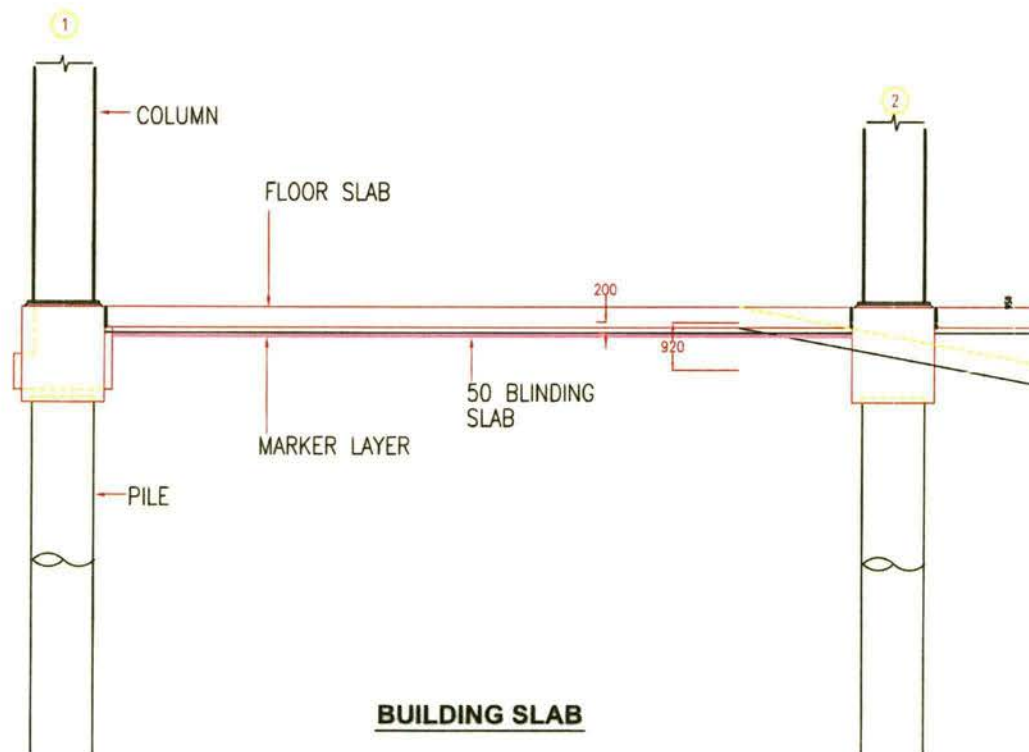 1
COLUMN
2
FLOOR SLAB
200
920
50 BLINDING
SLAB
MARKER LAYER
PILE
BUILDING SLAB